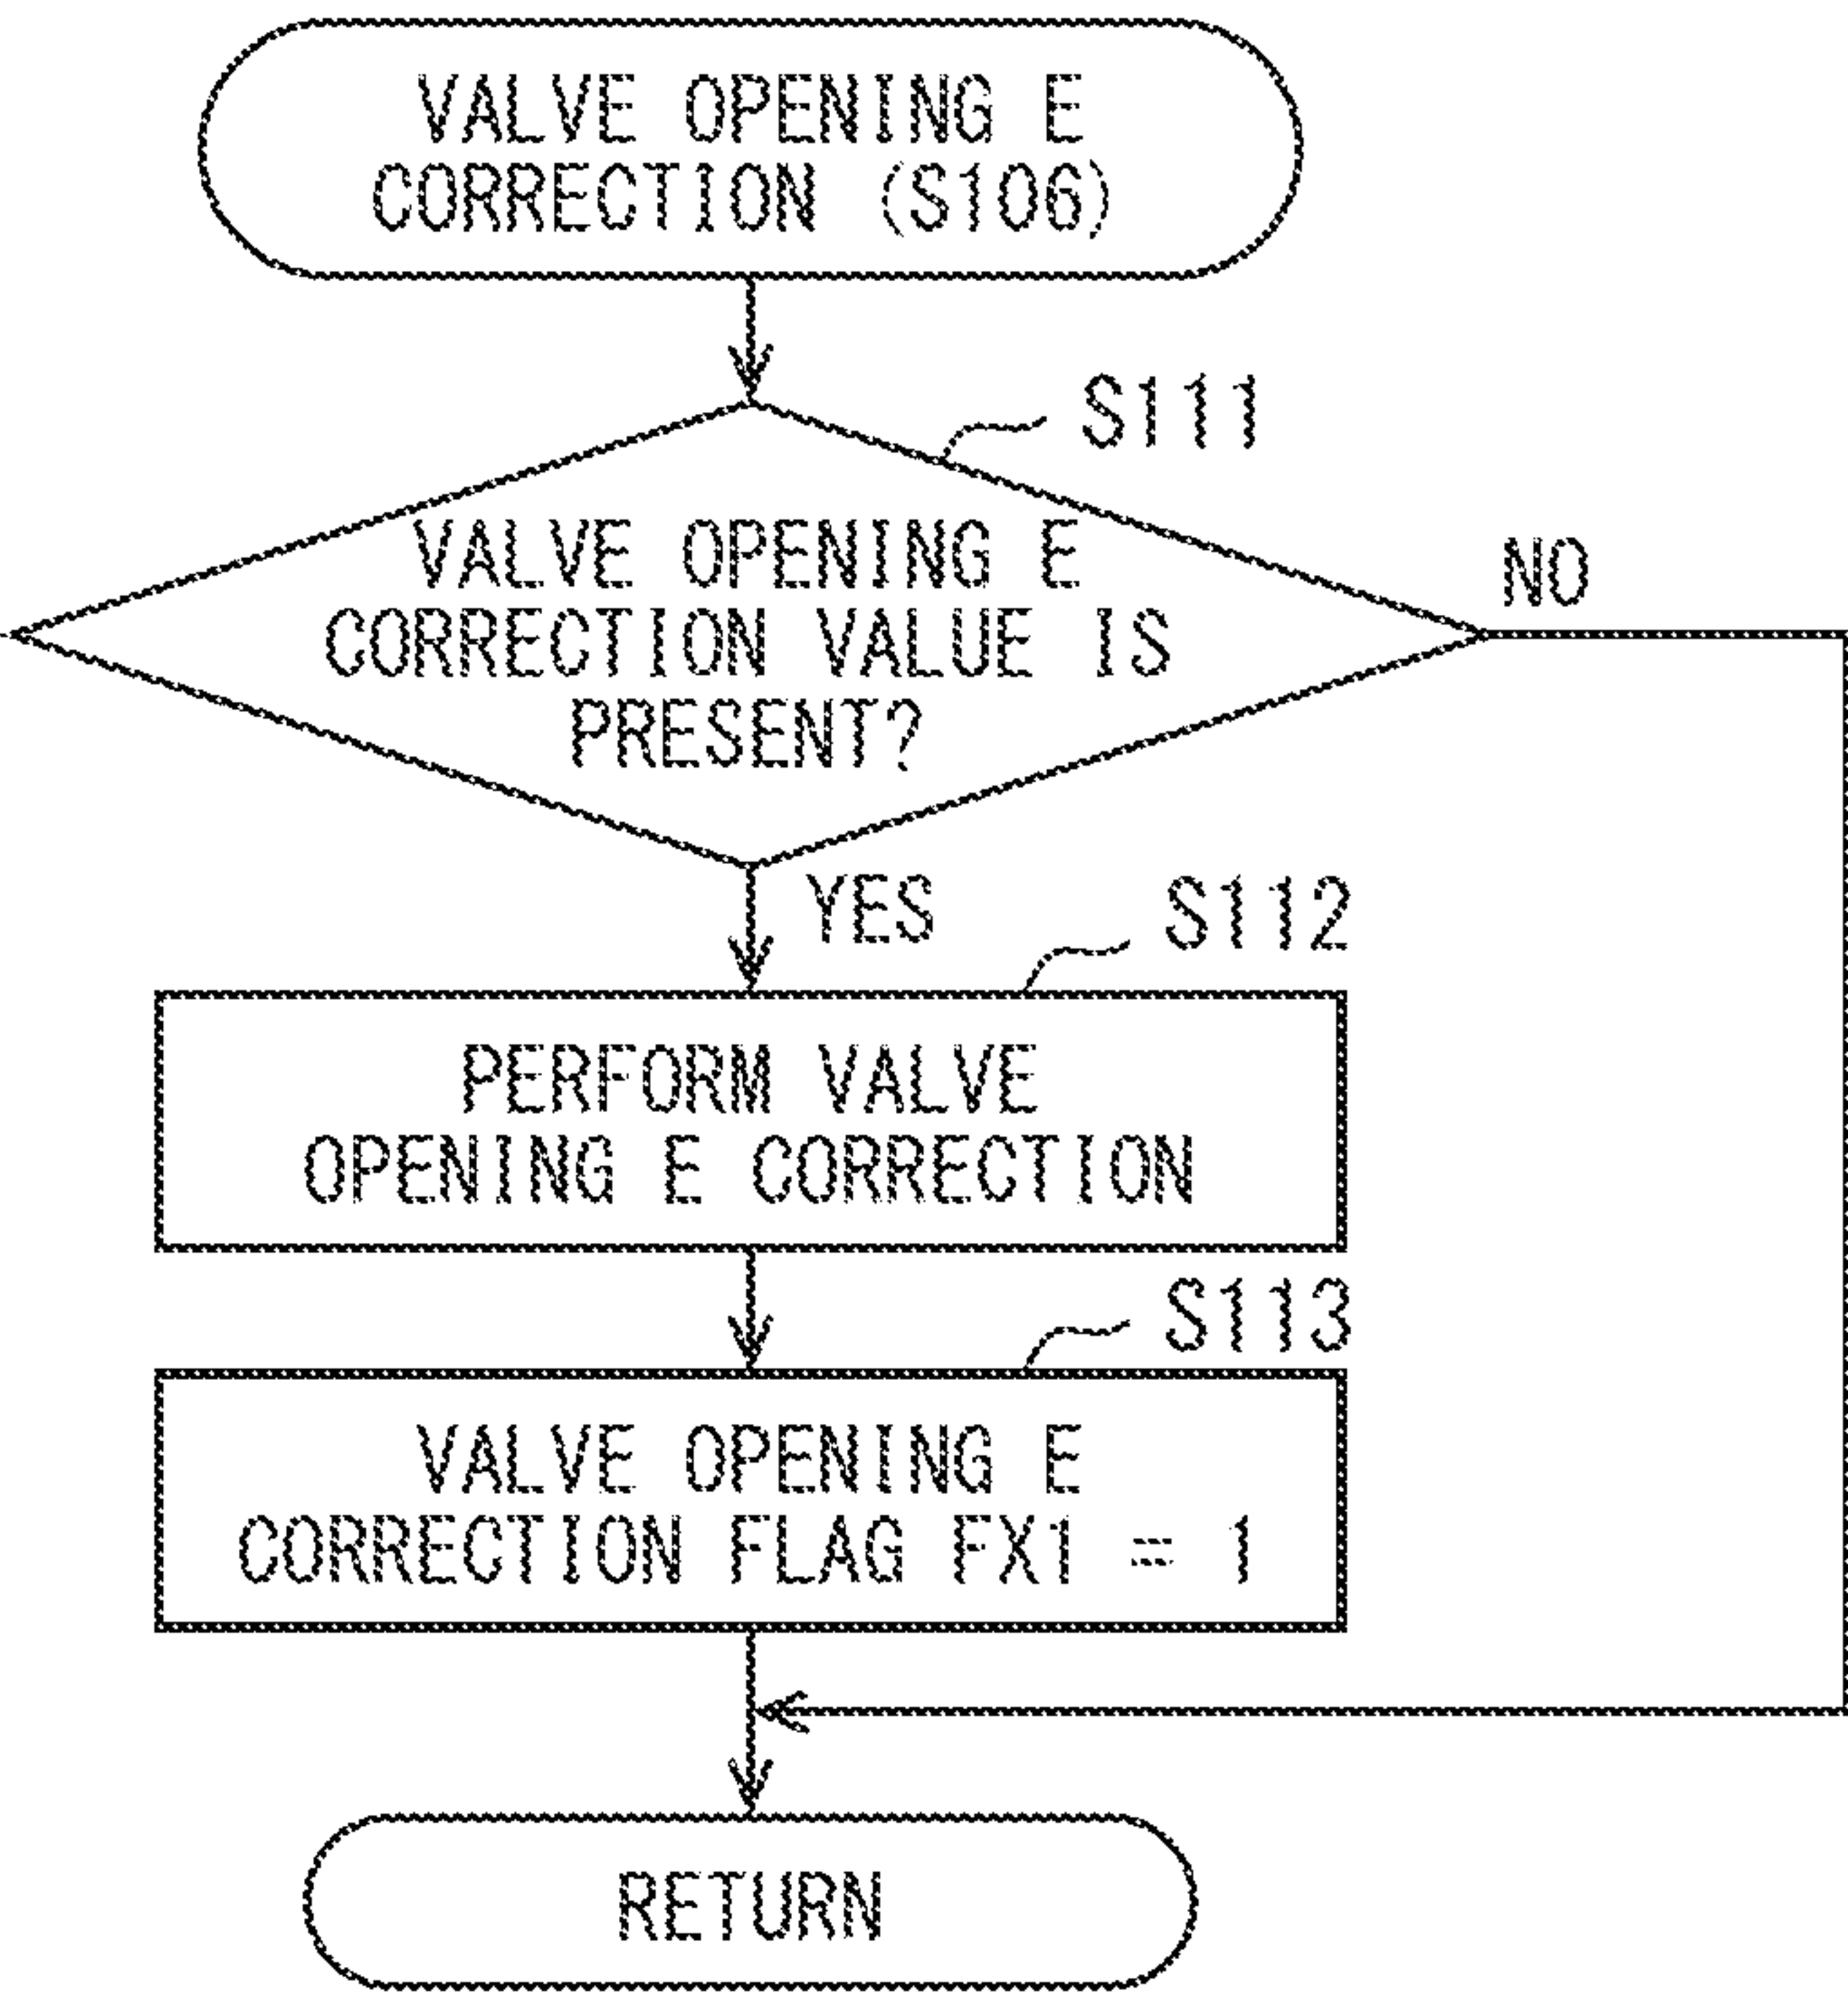 VALVE OPENING E
CORRECTION (S106)
S111
VALVE OPENING E
CORRECTION VALUE IS
PRESENT?
NO
YES
S112
PERFORM VALVE
OPENING E CORRECTION
S113
VALVE OPENING E
CORRECTION FLAG FX1 = 1
RETURN